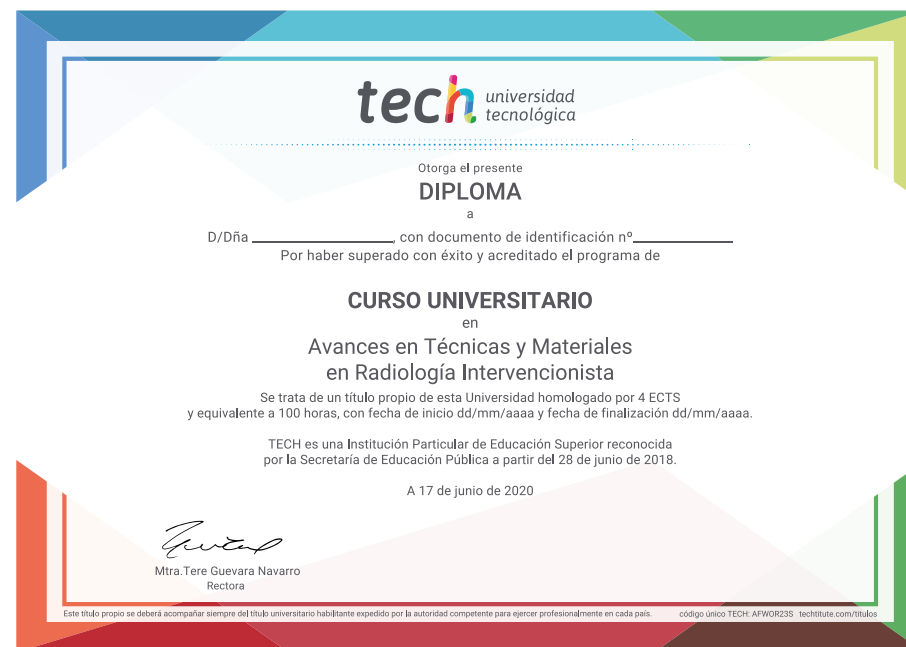 tech universidad
tecnológica
Otorga el presente
DIPLOMA
a
D/Dña ____________________, con documento de identificación nº______________
Por haber superado con éxito y acreditado el programa de
CURSO UNIVERSITARIO
en
Avances en Técnicas y Materiales
en Radiología Intervencionista
Se trata de un título propio de esta Universidad homologado por 4 ECTS
y equivalente a 100 horas, con fecha de inicio dd/mm/aaaa y fecha de finalización dd/mm/aaaa.
TECH es una Institución Particular de Educación Superior reconocida
por la Secretaría de Educación Pública a partir del 28 de junio de 2018.
A 17 de junio de 2020
Mtra.Tere Guevara Navarro
Rectora
Este título propio se deberá acompañar siempre del título universitario habilitante expedido por la autoridad competente para ejercer profesionalmente en cada país. código único TECH: AFWOR23S techtitute.com/titulos